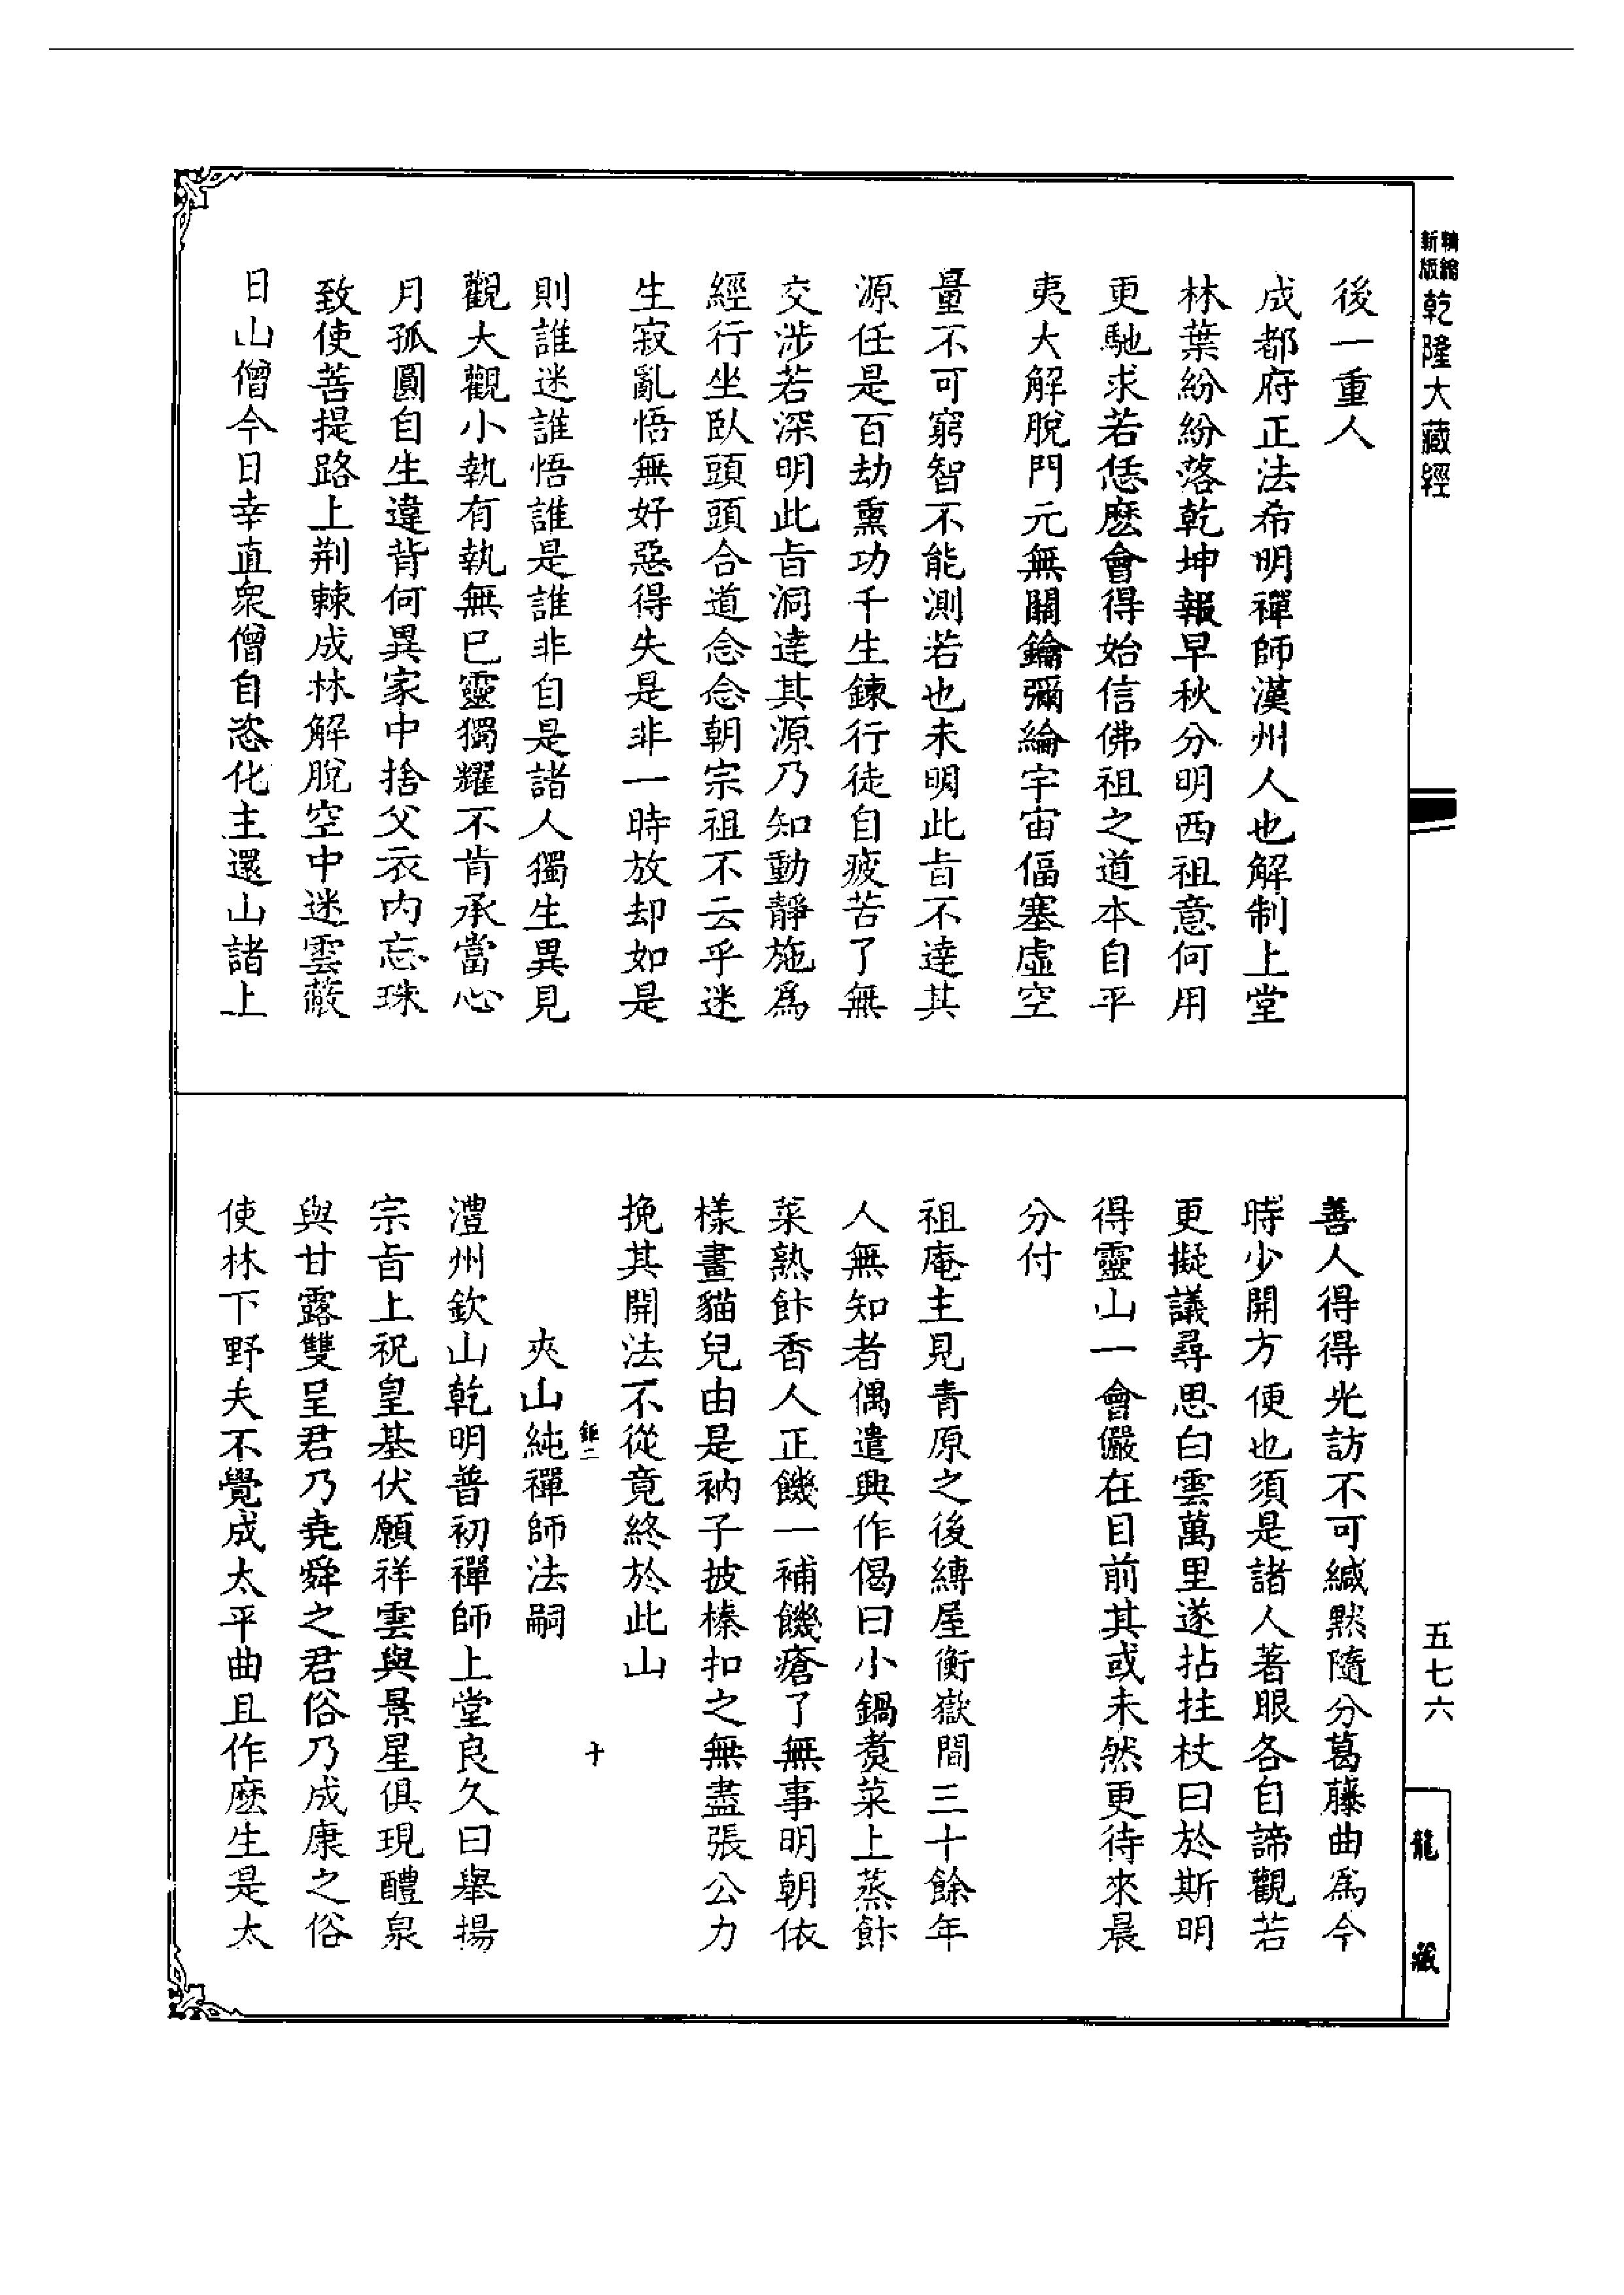 新編縮版乾隆大藏經
後一重人
成都府正法希明禪師漢州人也解制上堂
林葉紛紛落乾坤報早秋分明西祖意何用
更馳求若恁麽會得始信佛祖之道本自平
夷大解脫門元無關鑰彌綸宇宙偪塞虛空
量不可窮智不能測若也未明此旨不達其
源任是百劫熏功千生鍊行徒自疲苦了無
交涉若深明此旨洞達其源乃知動靜施爲
經行坐臥頭頭合道念念朝宗祖不云乎迷
生寂亂悟無好惡得失是非一時放却如是
則誰迷誰悟誰是誰非自是諸人獨生異見
觀大觀小執有執無巳靈獨耀不肯承當心
月孤圓自生違背何異家中捨父衣內忘珠
致使菩提路上荆棘成林解脫空中迷雲蔽
日山僧今日幸直衆僧自恣化主還山諸上
善人得得光訪不可緘黙隨分葛藤曲爲今
時少開方便也須是諸人著眼各自諦觀若
更擬議尋思白雲萬里遂拈拄杖曰於斯明
得靈山一會儼在目前其或未然更待來晨
分付
祖庵主見青原之後縛屋衡嶽間三十餘年
人無知者偶遣興作偈曰小鍋煑菜上蒸飰
菜熟飰香人正饑一補饑瘡了無事明朝依
樣畫貓兒由是衲子披榛扣之無盡張公力
挽其開法不從竟終於此山
鉅二 十
夾山純禪師法嗣
澧州欽山乾明普初禪師上堂良久曰舉揚
宗旨上祝皇基伏願祥雲與景星俱現醴泉
與甘露雙呈君乃堯舜之君俗乃成康之俗
使林下野夫不覺成太平曲且作麽生是太
五七六
龍藏